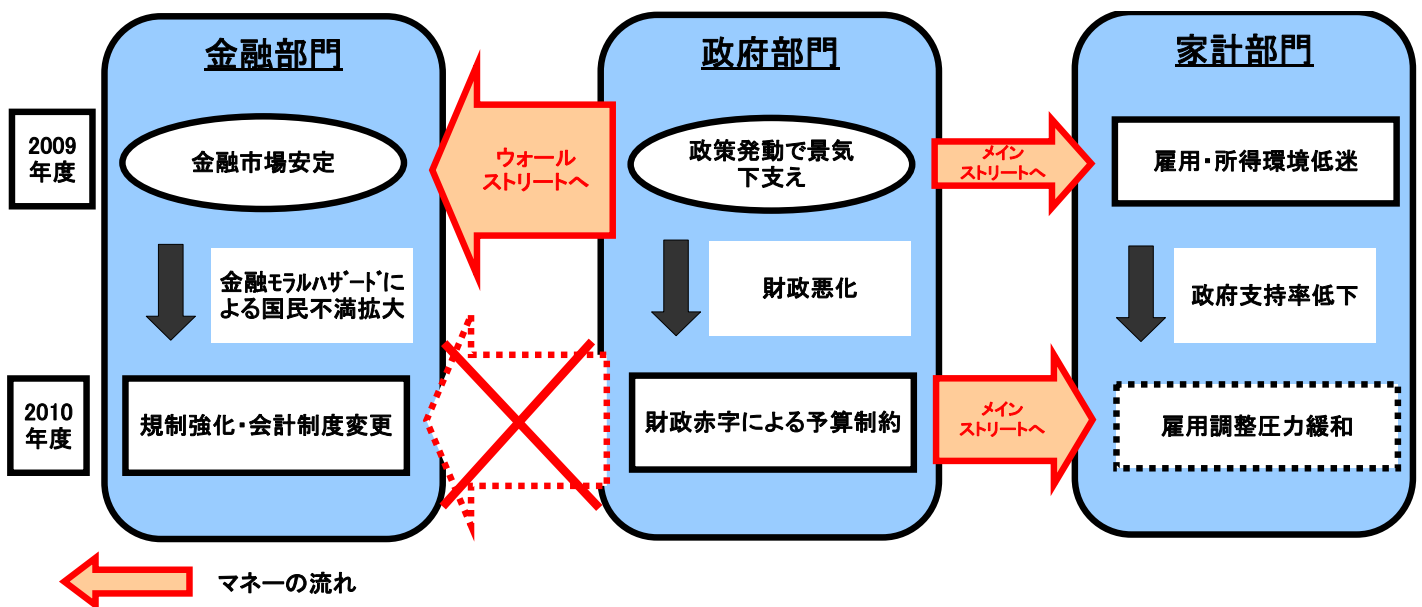 金融部門
政府部門
家計部門
2009
年度
金融市場安定
ウォール
ストリートへ
政策発動で景気
下支え
メイン
ストリートへ
雇用・所得環境低迷
金融ﾓﾗﾙﾊｻﾞｰﾄﾞに
よる国民不満拡大
財政悪化
政府支持率低下
2010
年度
規制強化・会計制度変更
財政赤字による予算制約
メイン
ストリートへ
雇用調整圧力緩和
マネーの流れ